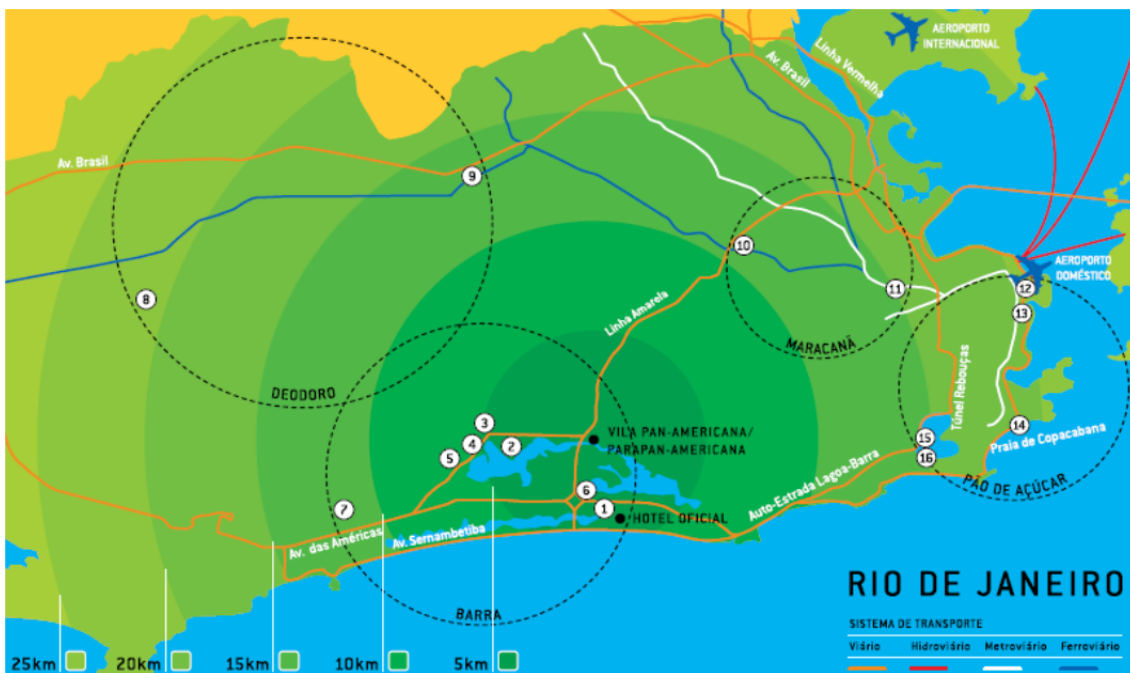 AEROPORTO
INTERNACIONAL
Linha Vermelha
Av. Brasil
Av. Brasil
9
10
8
11
AEROPORTO
DOMÉSTICO
12
13
Linha Amarela
MARACANÃ
DEODORO
Túnel Rebouças
3
4
2
5
VILA PAN-AMERICANA/
PARAPAN-AMERICANA
14
15
16
Praia de Copacabana
PÃO DE AÇÚCAR
6
1
7
HOTEL OFICIAL
Auto-Estrada Lagoa-Barra
Av. das Américas
Av. Sernambetiba
BARRA
RIO DE JANEIRO
SISTEMA DE TRANSPORTE
Viário Hidroviário Metroviário Ferroviário
25km 20km 15km 10km 5km